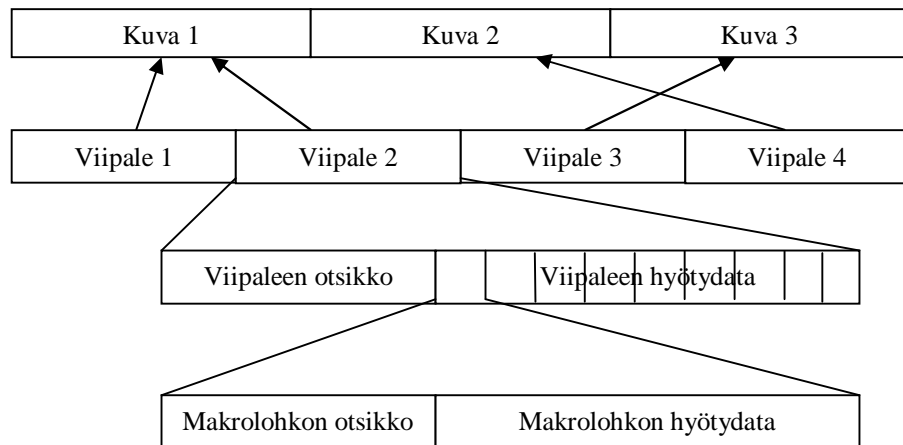 Kuva 1 Kuva 2 Kuva 3
Viipale 1 Viipale 2 Viipale 3 Viipale 4
Viipaleen otsikko Viipaleen hyötydata
Makrolohkon otsikko Makrolohkon hyötydata